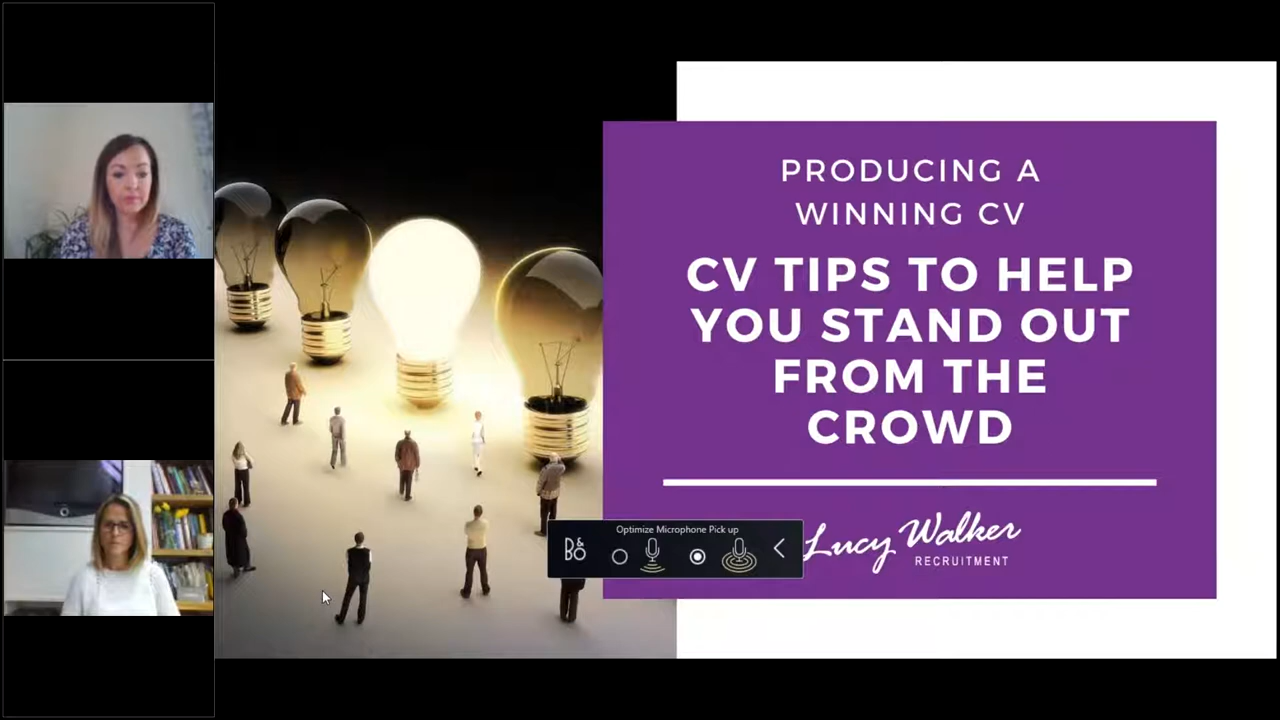 PRODUCING A
WINNING CV
CV TIPS TO HELP
YOU STAND OUT
FROM THE
CROWD
Optimize Microphone Pick up
B&O
Lucy Walker
RECRUITMENT